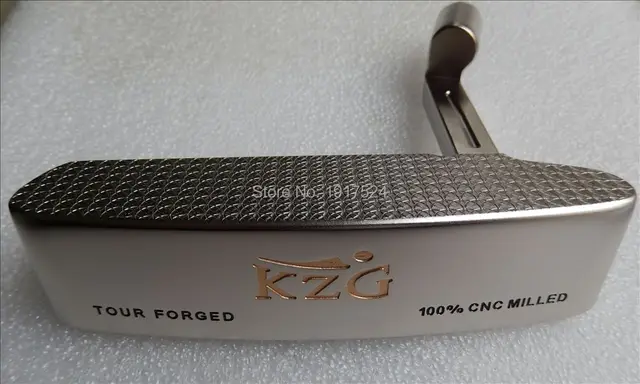 Store No: 1917524
KZG
TOUR FORGED
100% CNC MILLED